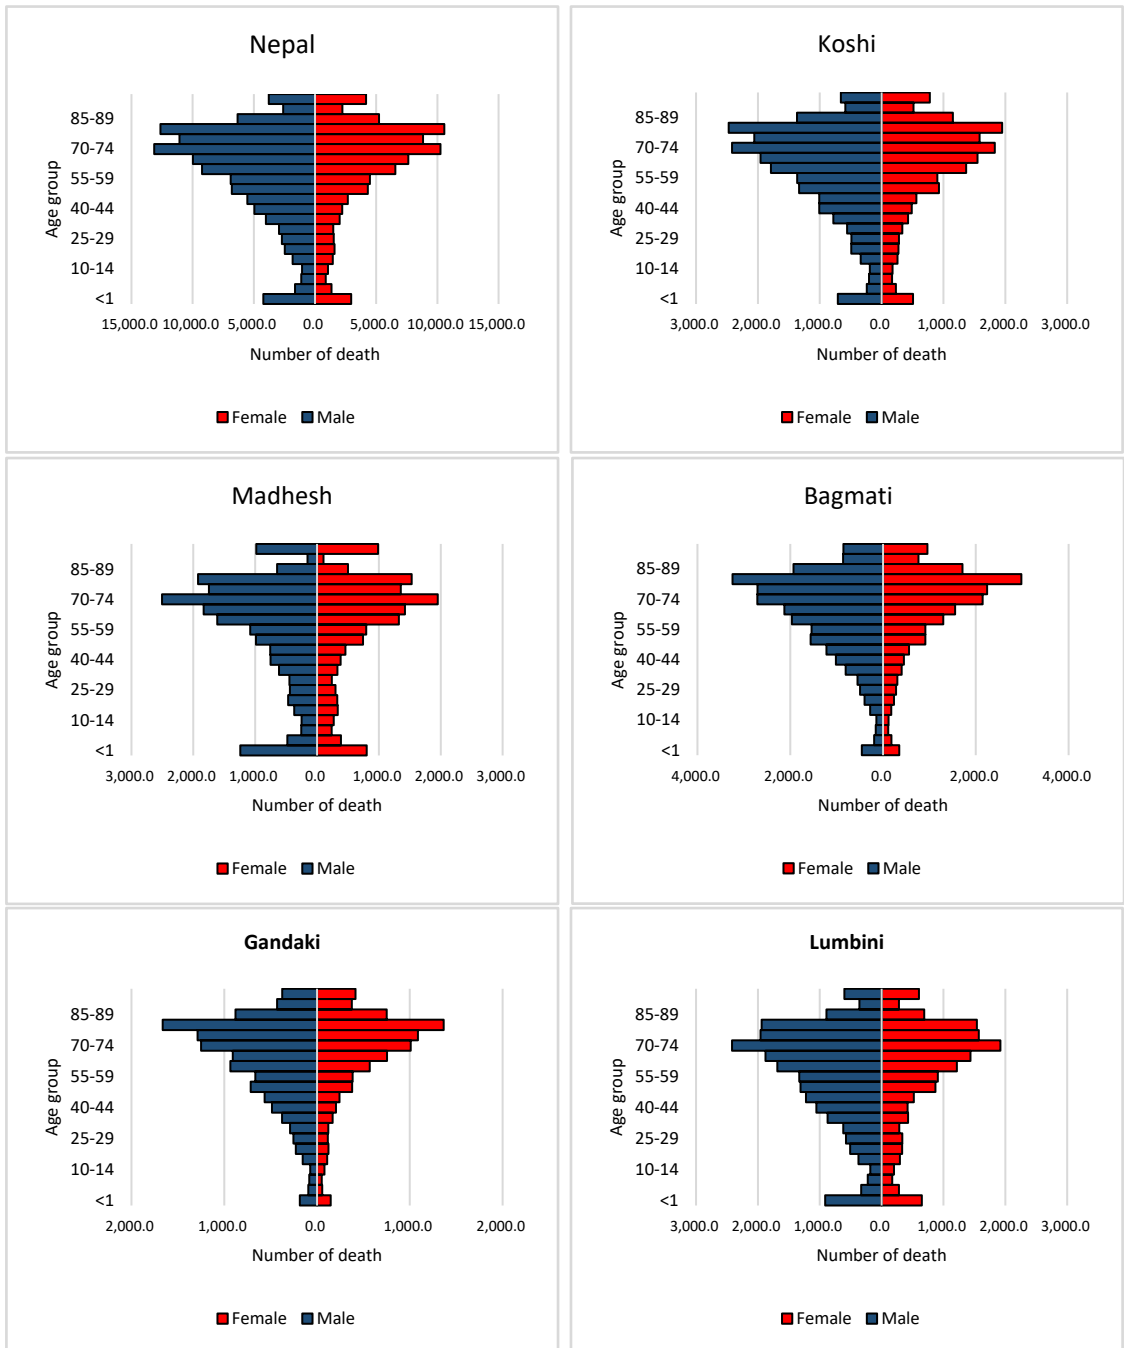 Nepal
Age group
85-89
70-74
55-59
40-44
25-29
10-14
<1
15,000.0 10,000.0 5,000.0 0.0 5,000.0 10,000.0 15,000.0
Number of death
Female Male
Koshi
Age group
85-89
70-74
55-59
40-44
25-29
10-14
<1
3,000.0 2,000.0 1,000.0 0.0 1,000.0 2,000.0 3,000.0
Number of death
Female Male
Madhesh
Age group
85-89
70-74
55-59
40-44
25-29
10-14
<1
3,000.0 2,000.0 1,000.0 0.0 1,000.0 2,000.0 3,000.0
Number of death
Female Male
Bagmati
Age group
85-89
70-74
55-59
40-44
25-29
10-14
<1
4,000.0 2,000.0 0.0 2,000.0 4,000.0
Number of death
Female Male
Gandaki
Age group
85-89
70-74
55-59
40-44
25-29
10-14
<1
2,000.0 1,000.0 0.0 1,000.0 2,000.0
Number of death
Female Male
Lumbini
Age group
85-89
70-74
55-59
40-44
25-29
10-14
<1
3,000.0 2,000.0 1,000.0 0.0 1,000.0 2,000.0 3,000.0
Number of death
Female Male